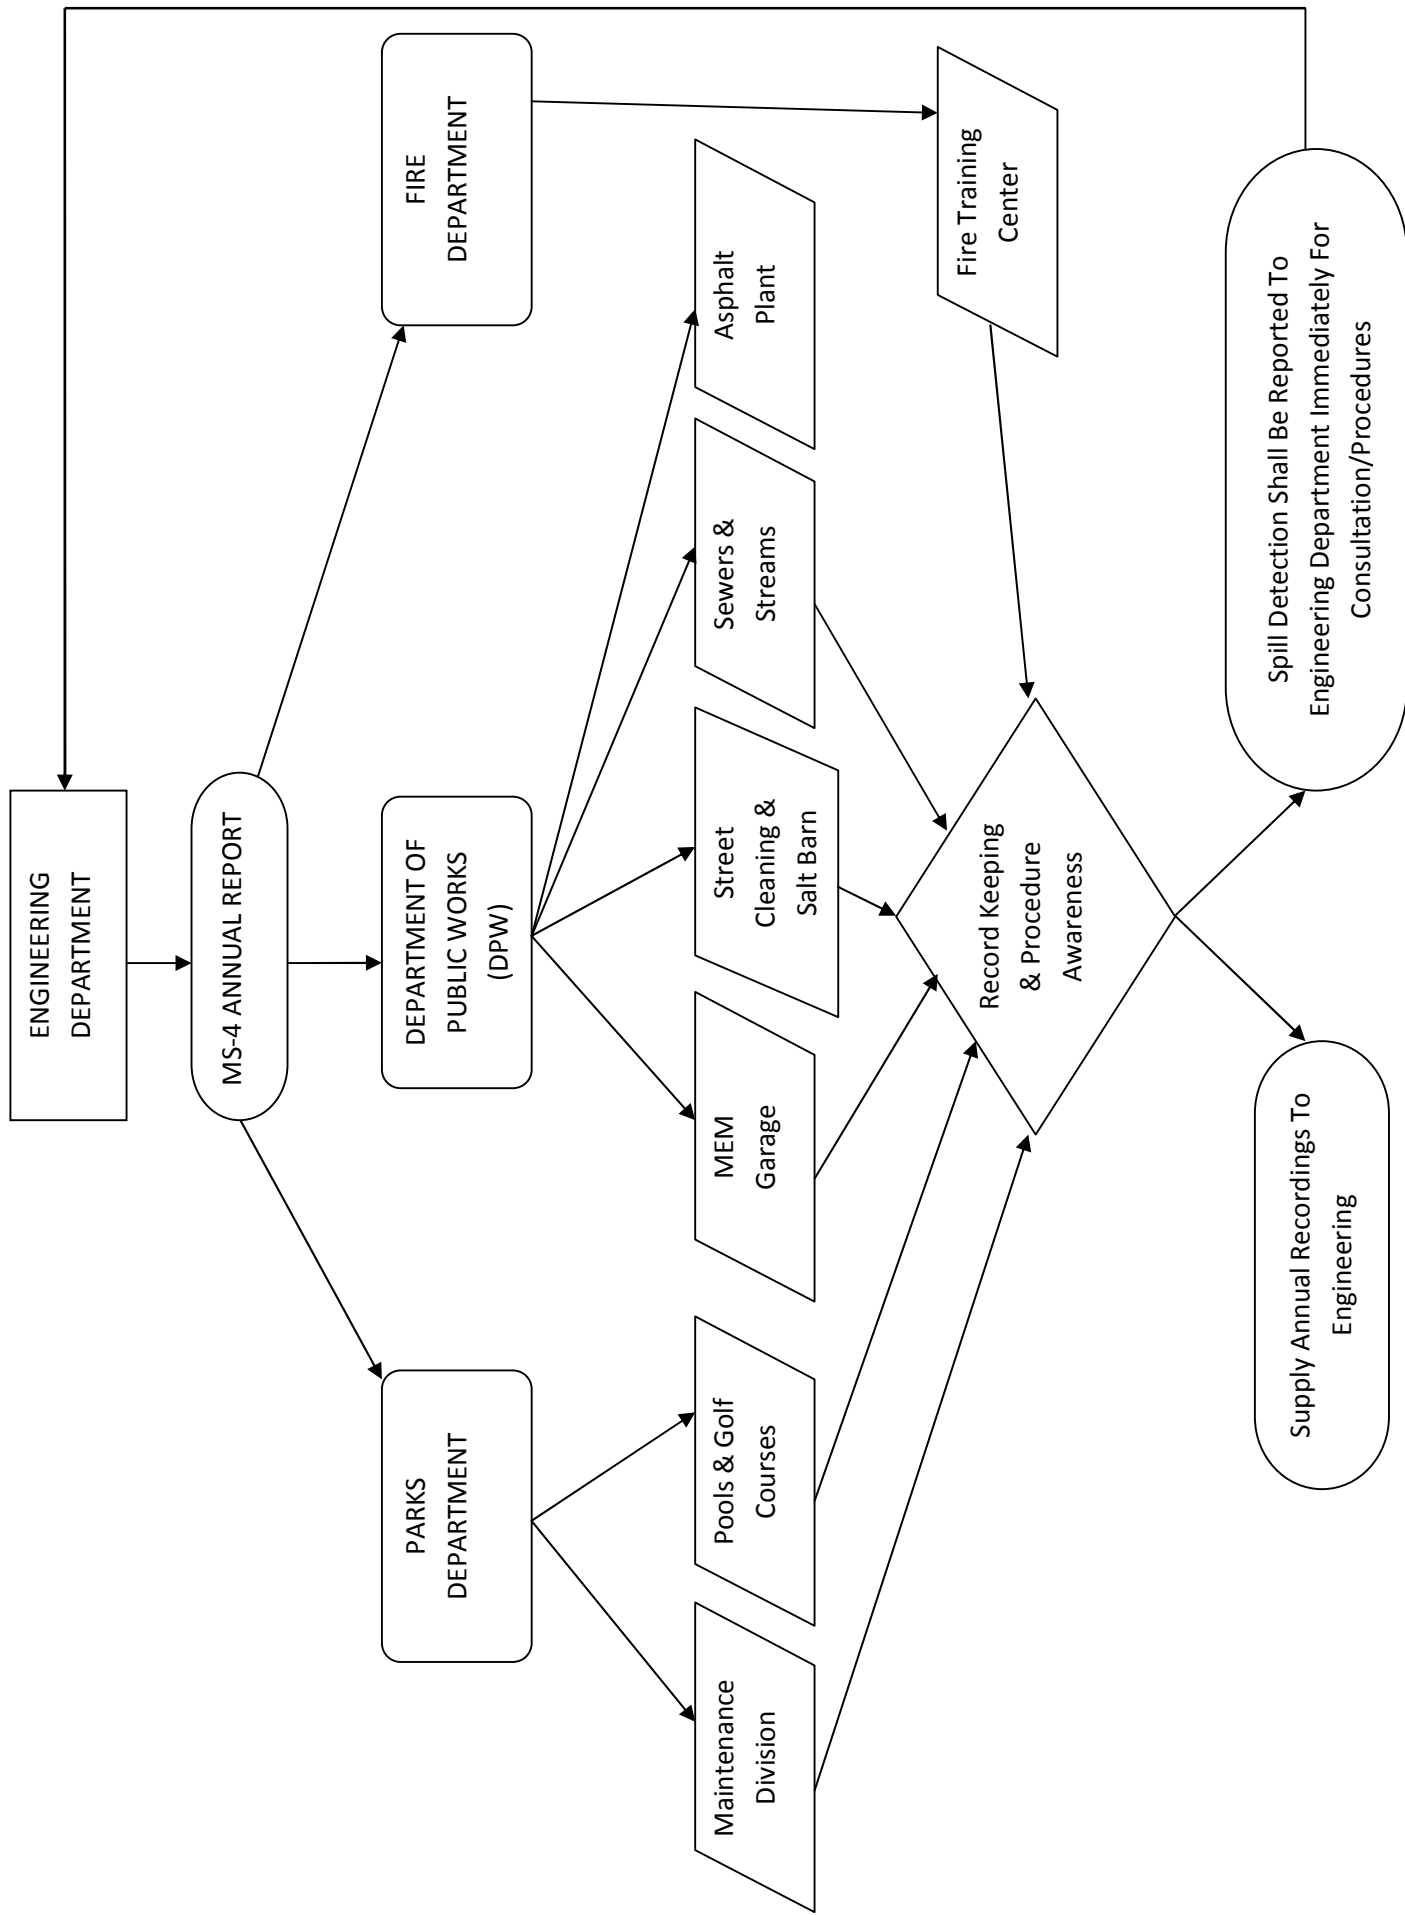 ENGINEERING
DEPARTMENT
MS-4 ANNUAL REPORT
PARKS
DEPARTMENT
DEPARTMENT OF
PUBLIC WORKS
(DPW)
FIRE
DEPARTMENT
Maintenance
Division
Pools & Golf
Courses
MEM
Garage
Street
Cleaning &
Salt Barn
Sewers &
Streams
Asphalt
Plant
Fire Training
Center
Record Keeping
& Procedure
Awareness
Supply Annual Recordings To
Engineering
Spill Detection Shall Be Reported To
Engineering Department Immediately For
Consultation/Procedures